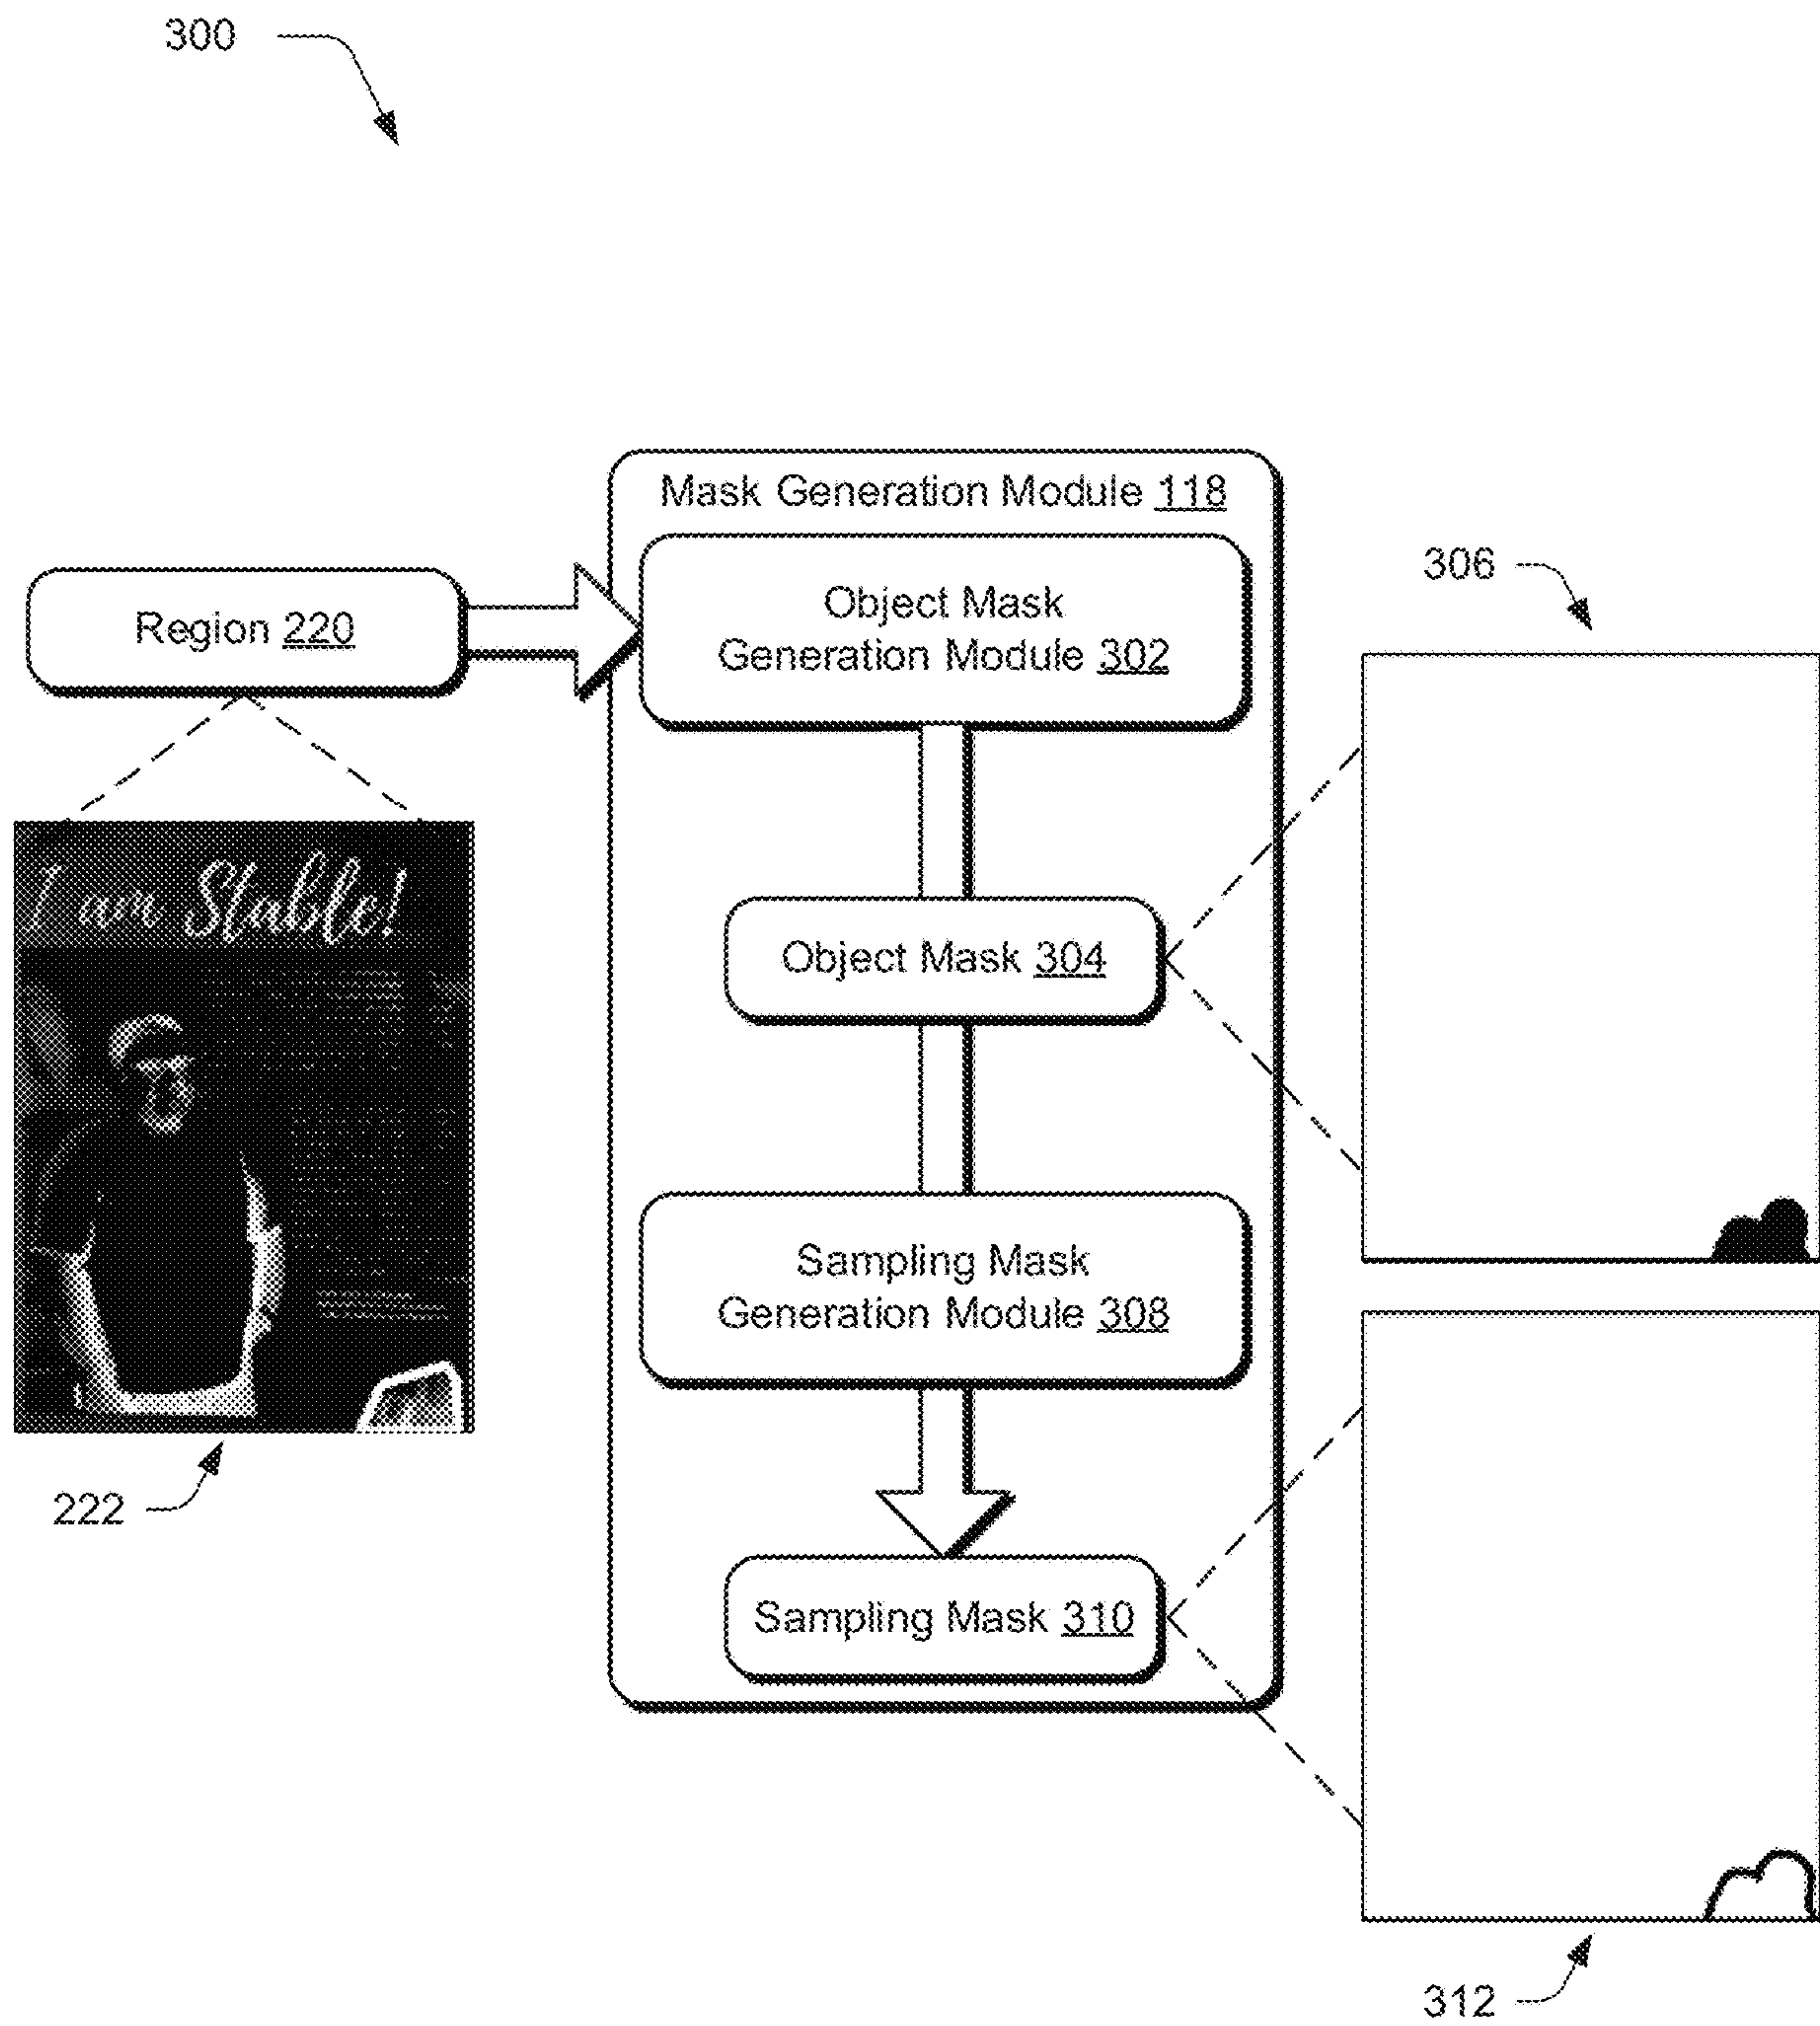 300
Mask Generation Module 118
Object Mask
Generation Module 302
306
Region 220
I am Stable!
Object Mask 304
Sampling Mask
Generation Module 308
222
Sampling Mask 310
312